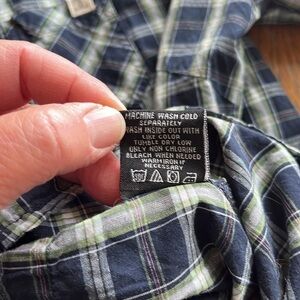 MACHINE WASH COLD
SEPARATELY
WASH INSIDE OUT WITH
LIKE COLOR
TUMBLE DRY LOW
ONLY NON CHLORINE
BLEACH WHEN NEEDED
WARM IRON IF
NECESSARY